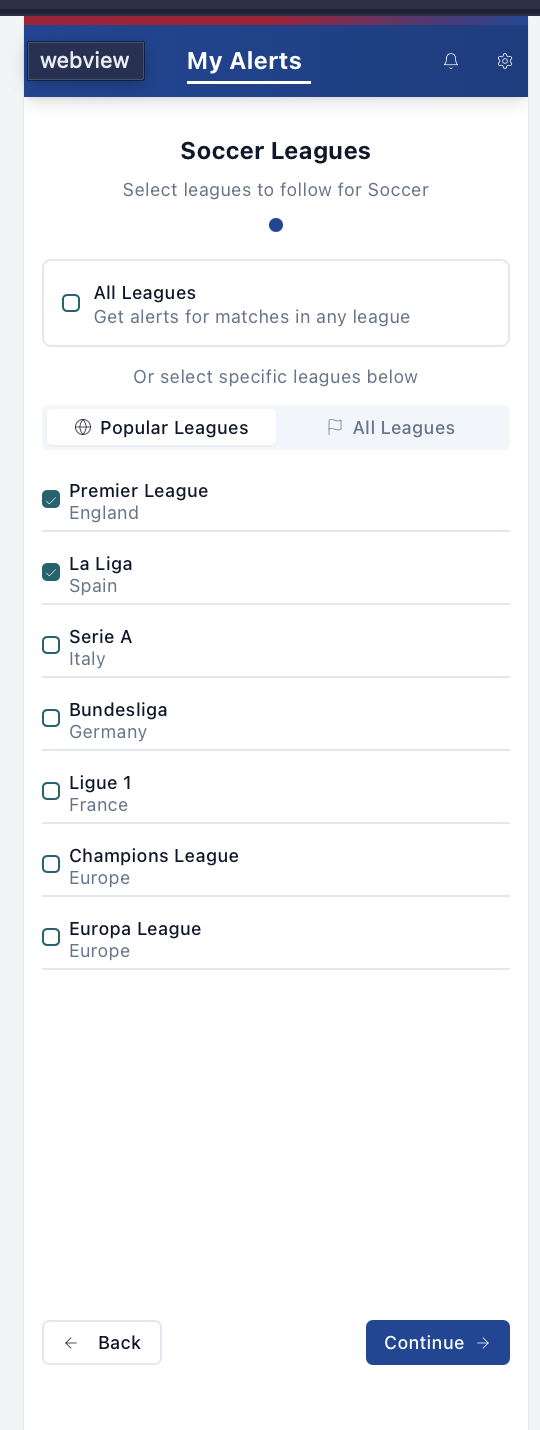 webview
My Alerts
Soccer Leagues
Select leagues to follow for Soccer
All Leagues
Get alerts for matches in any league
Or select specific leagues below
Popular Leagues
All Leagues
Premier League
England
La Liga
Spain
Serie A
Italy
Bundesliga
Germany
Ligue 1
France
Champions League
Europe
Europa League
Europe
Back
Continue